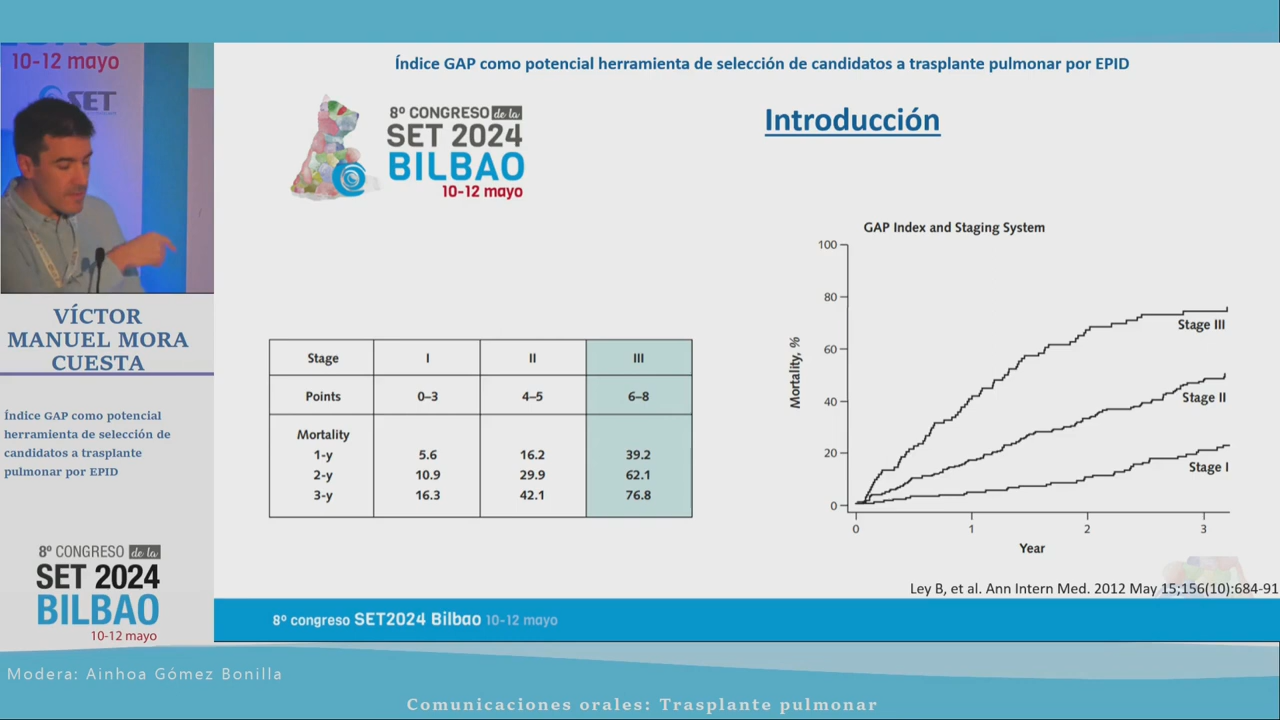 10-12 mayo
SET
VÍCTOR
MANUEL MORA
CUESTA
Índice GAP como potencial
herramienta de selección de
candidatos a trasplante
pulmonar por EPID
8º CONGRESO de la
SET 2024
BILBAO
10-12 mayo
Índice GAP como potencial herramienta de selección de candidatos a trasplante pulmonar por EPID
8º CONGRESO de la
SET 2024
BILBAO
10-12 mayo
Introducción
Stage I II III
Points 0–3 4–5 6–8
Mortality
1-y 5.6 16.2 39.2
2-y 10.9 29.9 62.1
3-y 16.3 42.1 76.8
GAP Index and Staging System
Mortality, %
100
80
60
40
20
0
Stage III
Stage II
Stage I
0 1 2 3
Year
Ley B, et al. Ann Intern Med. 2012 May 15;156(10):684-91
8º congreso SET2024 Bilbao 10-12 mayo
Modera: Ainhoa Gómez Bonilla
Comunicaciones orales: Trasplante pulmonar